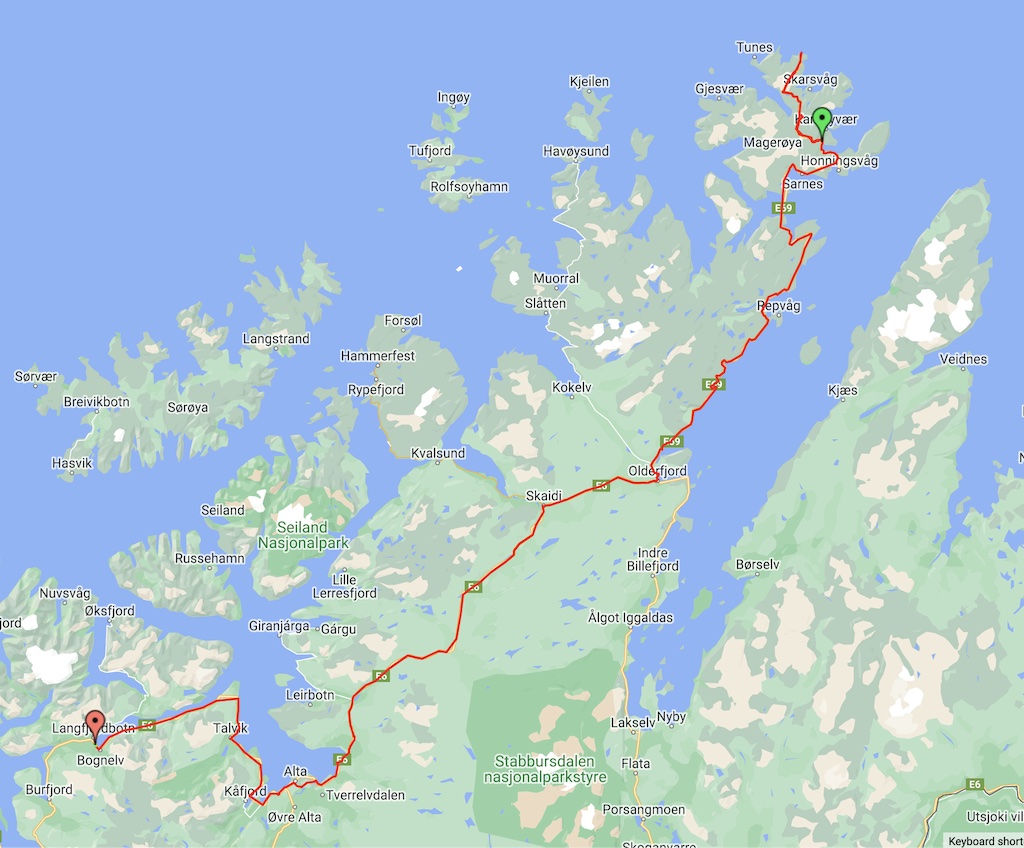 Tunes
Skarsvåg
Kjeilen
Gjesvær
Ingøy
Magerøya
Tufjord
Havøysund
Honningsvåg
Rolfsoyhamn
Sarnes
E69
Muorral
Slåtten
Repvåg
Forsøl
Langstrand
Hammerfest
Veidnes
Sørvær
Rypefjord
Kokelv
E69
Kjæs
Breivikbotn
Sørøya
E69
Kvalsund
Hasvik
Olderfjord
E6
Skaidi
Seiland
Seiland
Nasjonalpark
Indre
Billefjord
Russehamn
Børselv
Lille
Lerresfjord
E6
Nuvsvåg
Øksfjord
jord
Ålgot Iggaldas
Giranjárga
Gárgu
E6
Leirbotn
Lakselv
Nyby
E6
Talvik
Bognelv
E6
Stabbursdalen
nasjonalparkstyre
Flata
Alta
Burfjord
Kåfjord
Tverrelvdalen
E6
Porsangmoen
Øvre Alta
Utsjoki vil
Skoganvarre
Keyboard short